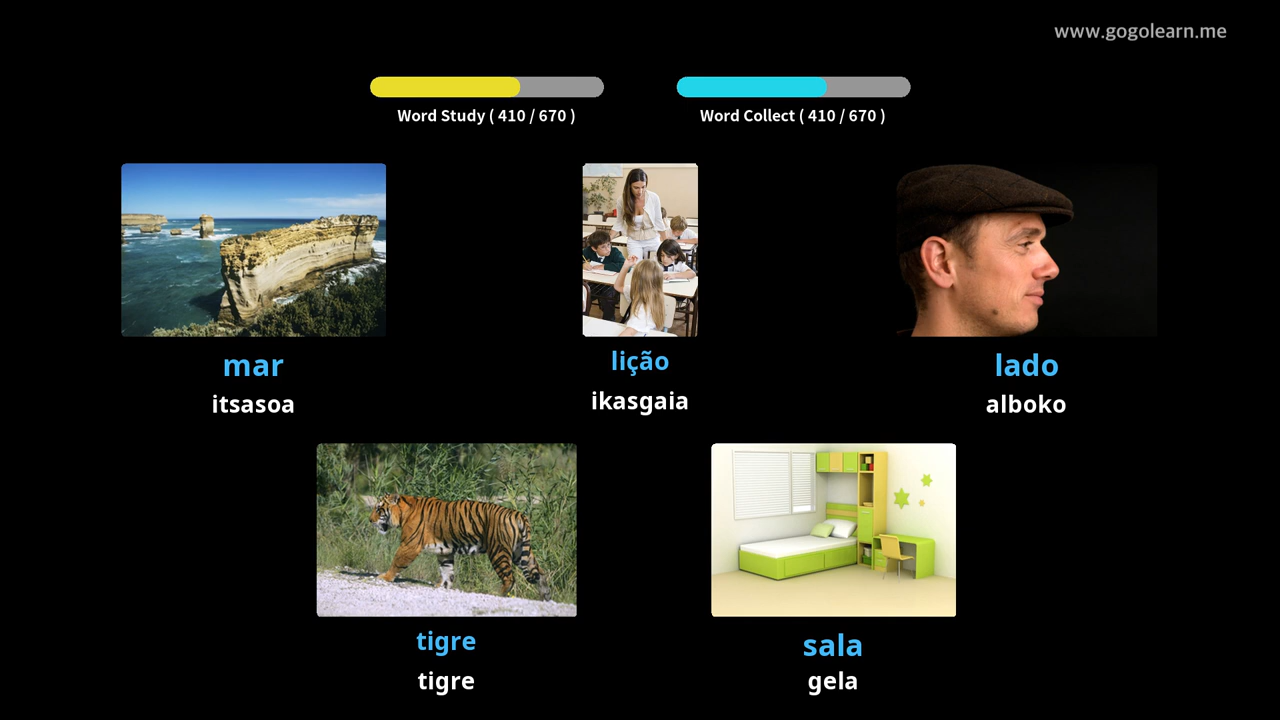 www.gogolearn.me
Word Study ( 410 / 670 )
Word Collect ( 410 / 670 )
mar
itsasoa
lição
ikasgaia
lado
alboko
tigre
tigre
sala
gela